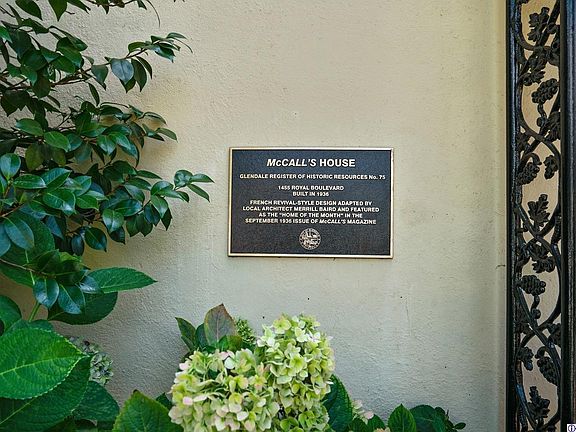 McCALL'S HOUSE
GLENDALE REGISTER OF HISTORIC RESOURCES No. 75
1485 ROYAL BOULEVARD
BUILT IN 1936
FRENCH REVIVAL-STYLE DESIGN ADAPTED BY
LOCAL ARCHITECT MERRILL BAIRD AND FEATURED
AS THE "HOME OF THE MONTH" IN THE
SEPTEMBER 1936 ISSUE OF McCALL'S MAGAZINE